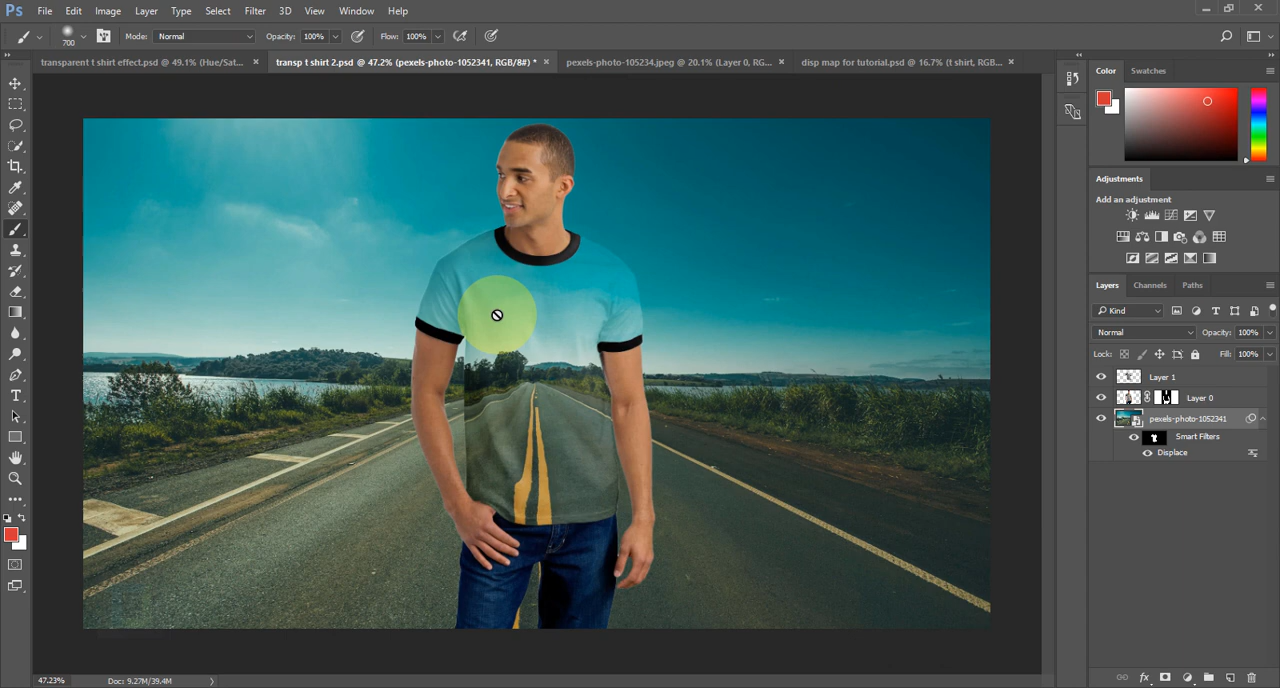 Ps File Edit Image Layer Type Select Filter 3D View Window Help
700 Mode: Normal Opacity: 100% Flow: 100%
transparent t shirt effect.psd @ 49.1% (Hue/Sat... × transp t shirt 2.psd @ 47.2% (pexels-photo-1052341, RGB/8#) * × pexels-photo-105234.jpeg @ 20.1% (Layer 0, RG... × disp map for tutorial.psd @ 16.7% (t shirt, RGB... ×
Color Swatches
Adjustments
Add an adjustment
Layers Channels Paths
Kind
Normal Opacity: 100%
Lock: Fill: 100%
Layer 1
Layer 0
pexels-photo-1052341
Smart Filters
Displace
47.23% Doc: 9.27M/39.4M